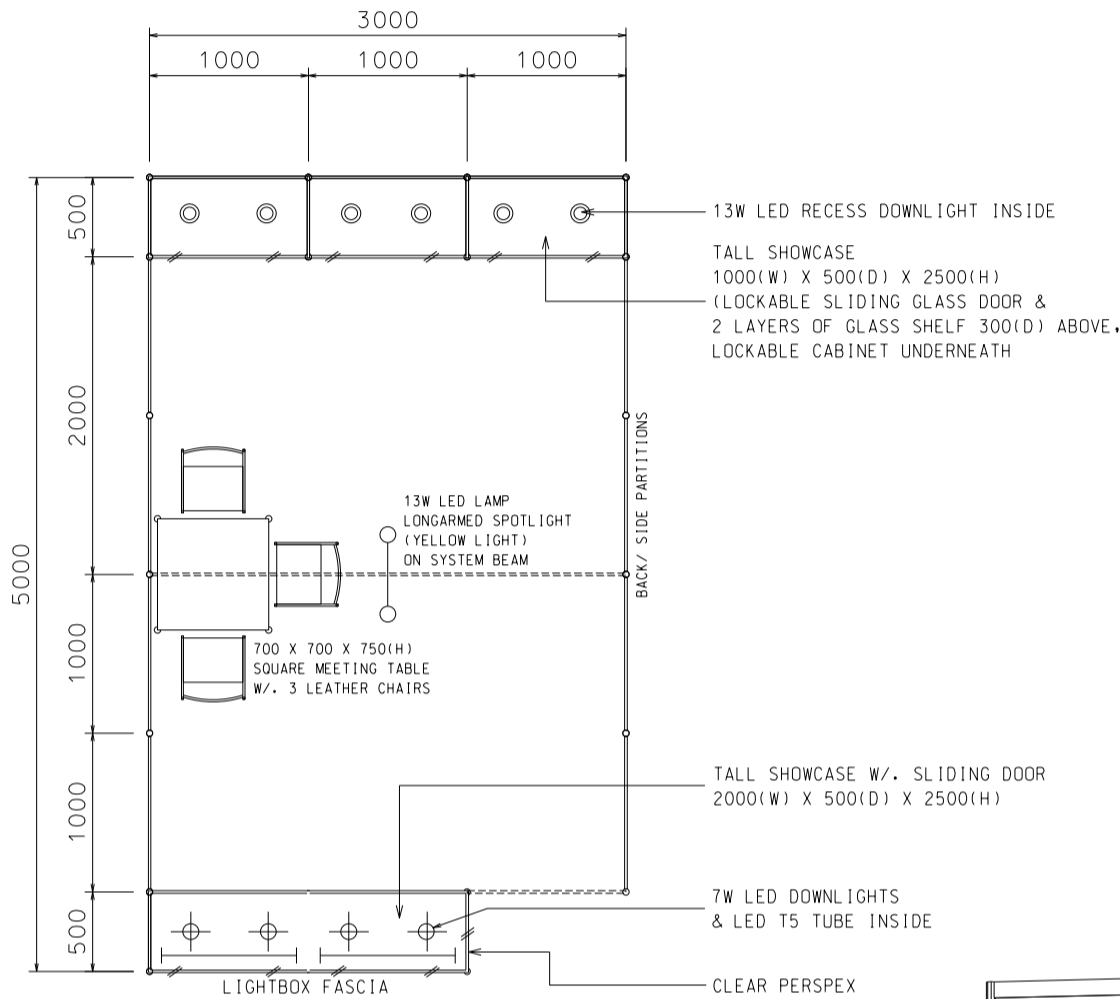 3000
1000 1000 1000
500
2000
5000
1000
1000
500
13W LED RECESS DOWNLIGHT INSIDE
TALL SHOWCASE
1000(W) X 500(D) X 2500(H)
(LOCKABLE SLIDING GLASS DOOR &
2 LAYERS OF GLASS SHELF 300(D) ABOVE,
LOCKABLE CABINET UNDERNEATH
BACK/ SIDE PARTITIONS
13W LED LAMP
LONGARMED SPOTLIGHT
(YELLOW LIGHT)
ON SYSTEM BEAM
700 X 700 X 750(H)
SQUARE MEETING TABLE
W/. 3 LEATHER CHAIRS
TALL SHOWCASE W/. SLIDING DOOR
2000(W) X 500(D) X 2500(H)
7W LED DOWNLIGHTS
& LED T5 TUBE INSIDE
CLEAR PERSPEX
LIGHTBOX FASCIA